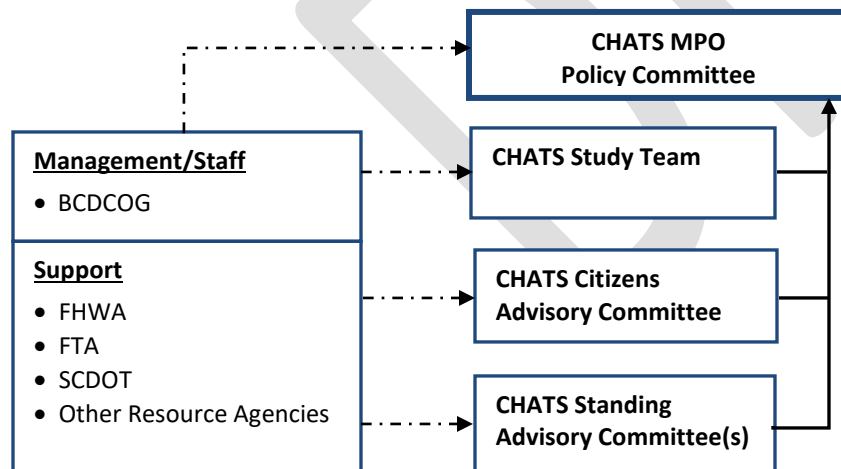 CHATS MPO
Policy Committee
Management/Staff
• BCDCOG
Support
• FHWA
• FTA
• SCDOT
• Other Resource Agencies
CHATS Study Team
CHATS Citizens
Advisory Committee
CHATS Standing
Advisory Committee(s)